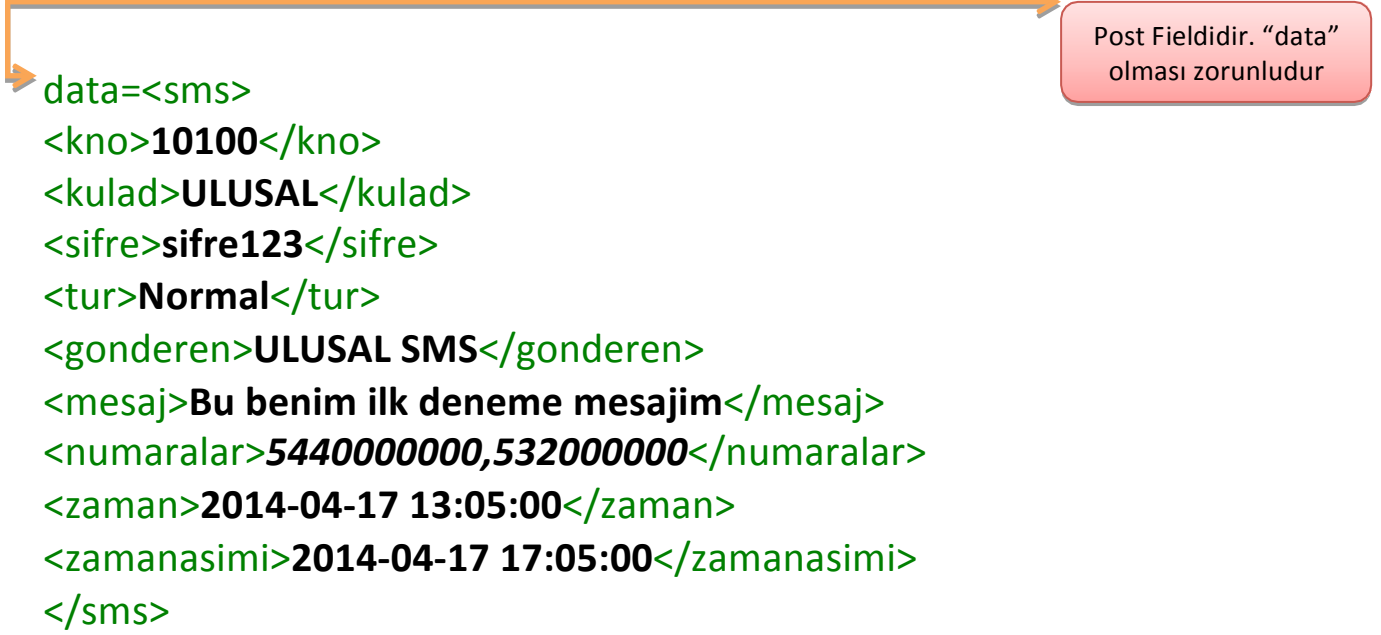 Post Fieldidir. “data”
olması zorunludur
data=<sms>
<kno>10100</kno>
<kulad>ULUSAL</kulad>
<sifre>sifre123</sifre>
<tur>Normal</tur>
<gonderen>ULUSAL SMS</gonderen>
<mesaj>Bu benim ilk deneme mesajim</mesaj>
<numaralar>5440000000,532000000</numaralar>
<zaman>2014-04-17 13:05:00</zaman>
<zamanasimi>2014-04-17 17:05:00</zamanasimi>
</sms>